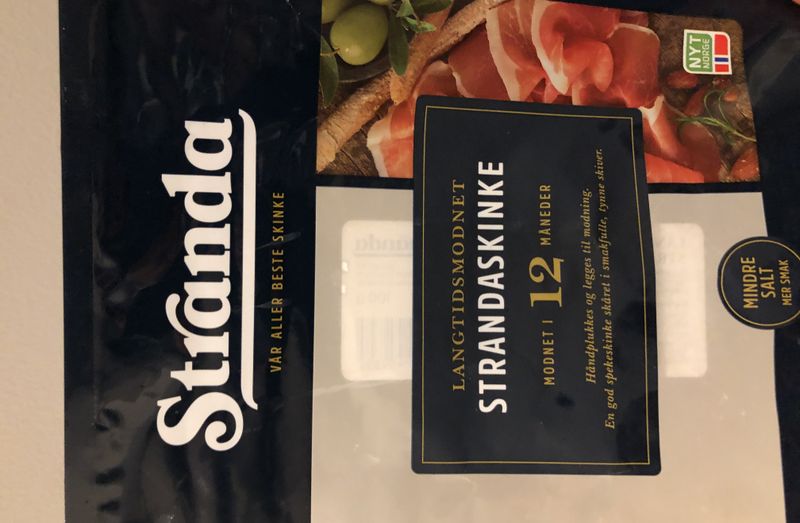 Stranda
VÅR ALLER BESTE SKINKE
NYT
NORGE
LANGTIDSMODNET
STRANDASKINKE
MODNET I 12 MÅNEDER
Håndplukkes og legges til modning.
En god spekeskinke skåret i smakfulle, tynne skiver.
MINDRE
SALT
MER SMAK